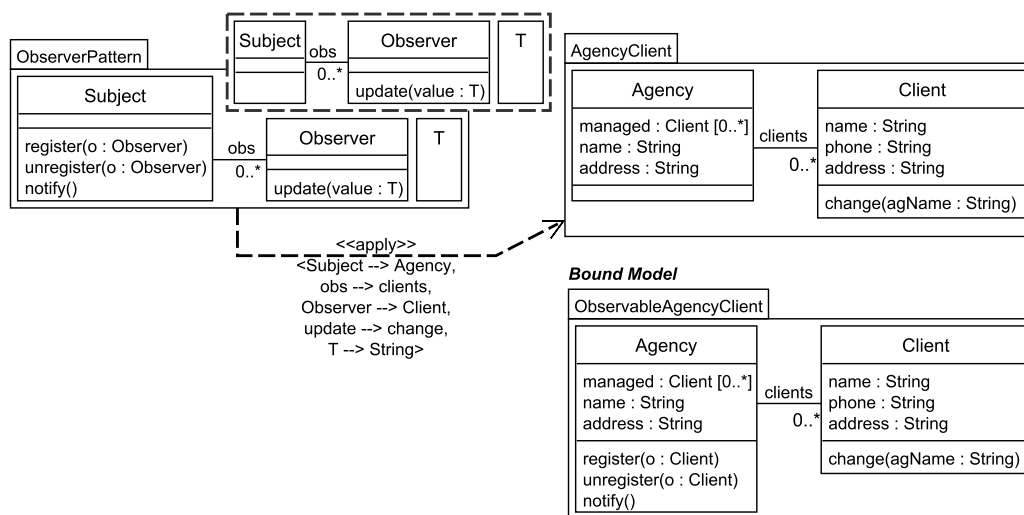 Subject
obs
0..*
Observer
update(value : T)
T
ObserverPattern
Subject
register(o : Observer)
unregister(o : Observer)
notify()
obs
0..*
Observer
update(value : T)
T
<<apply>>
<Subject --> Agency,
obs --> clients,
Observer --> Client,
update --> change,
T --> String>
AgencyClient
Agency
managed : Client [0..*]
name : String
address : String
clients
0..*
Client
name : String
phone : String
address : String
change(agName : String)
Bound Model
ObservableAgencyClient
Agency
managed : Client [0..*]
name : String
address : String
register(o : Client)
unregister(o : Client)
notify()
clients
0..*
Client
name : String
phone : String
address : String
change(agName : String)